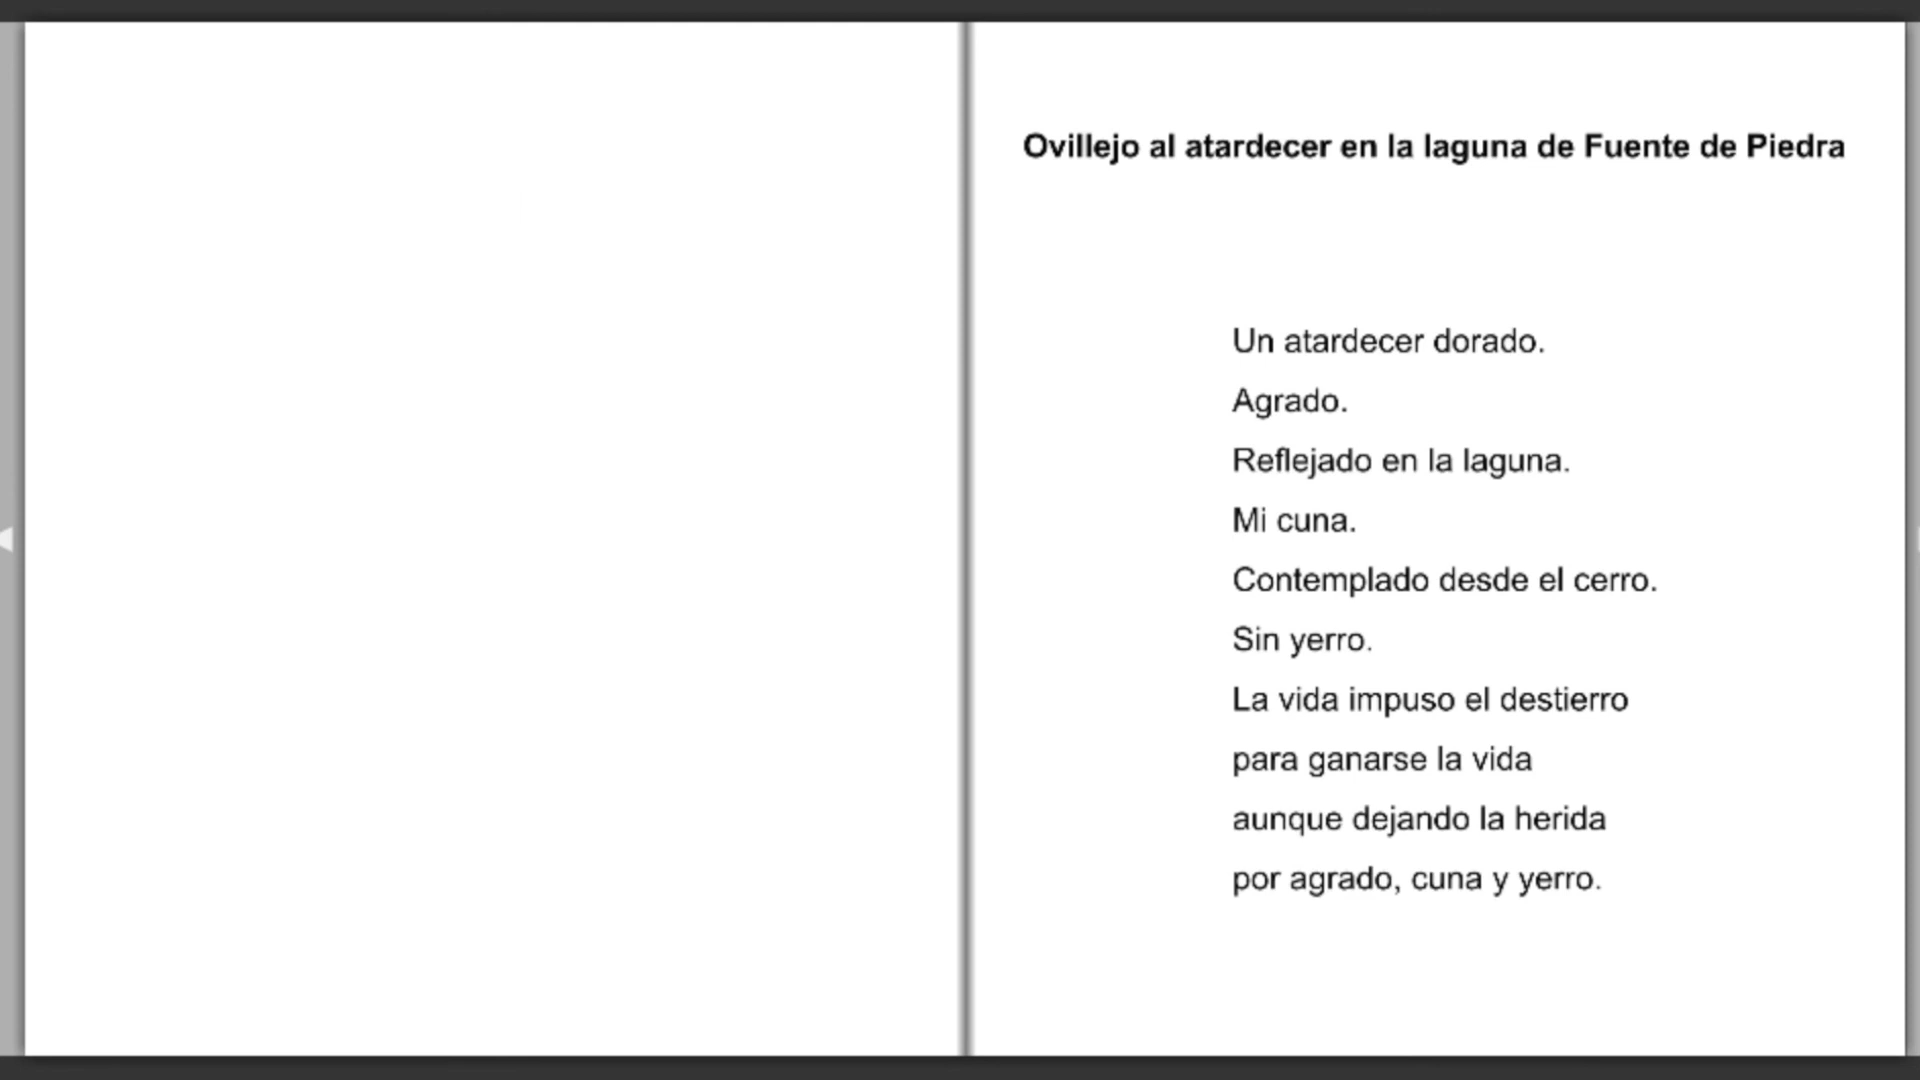 Ovillejo al atardecer en la laguna de Fuente de Piedra
Un atardecer dorado.
Agrado.
Reflejado en la laguna.
Mi cuna.
Contemplado desde el cerro.
Sin yerro.
La vida impuso el destierro
para ganarse la vida
aunque dejando la herida
por agrado, cuna y yerro.